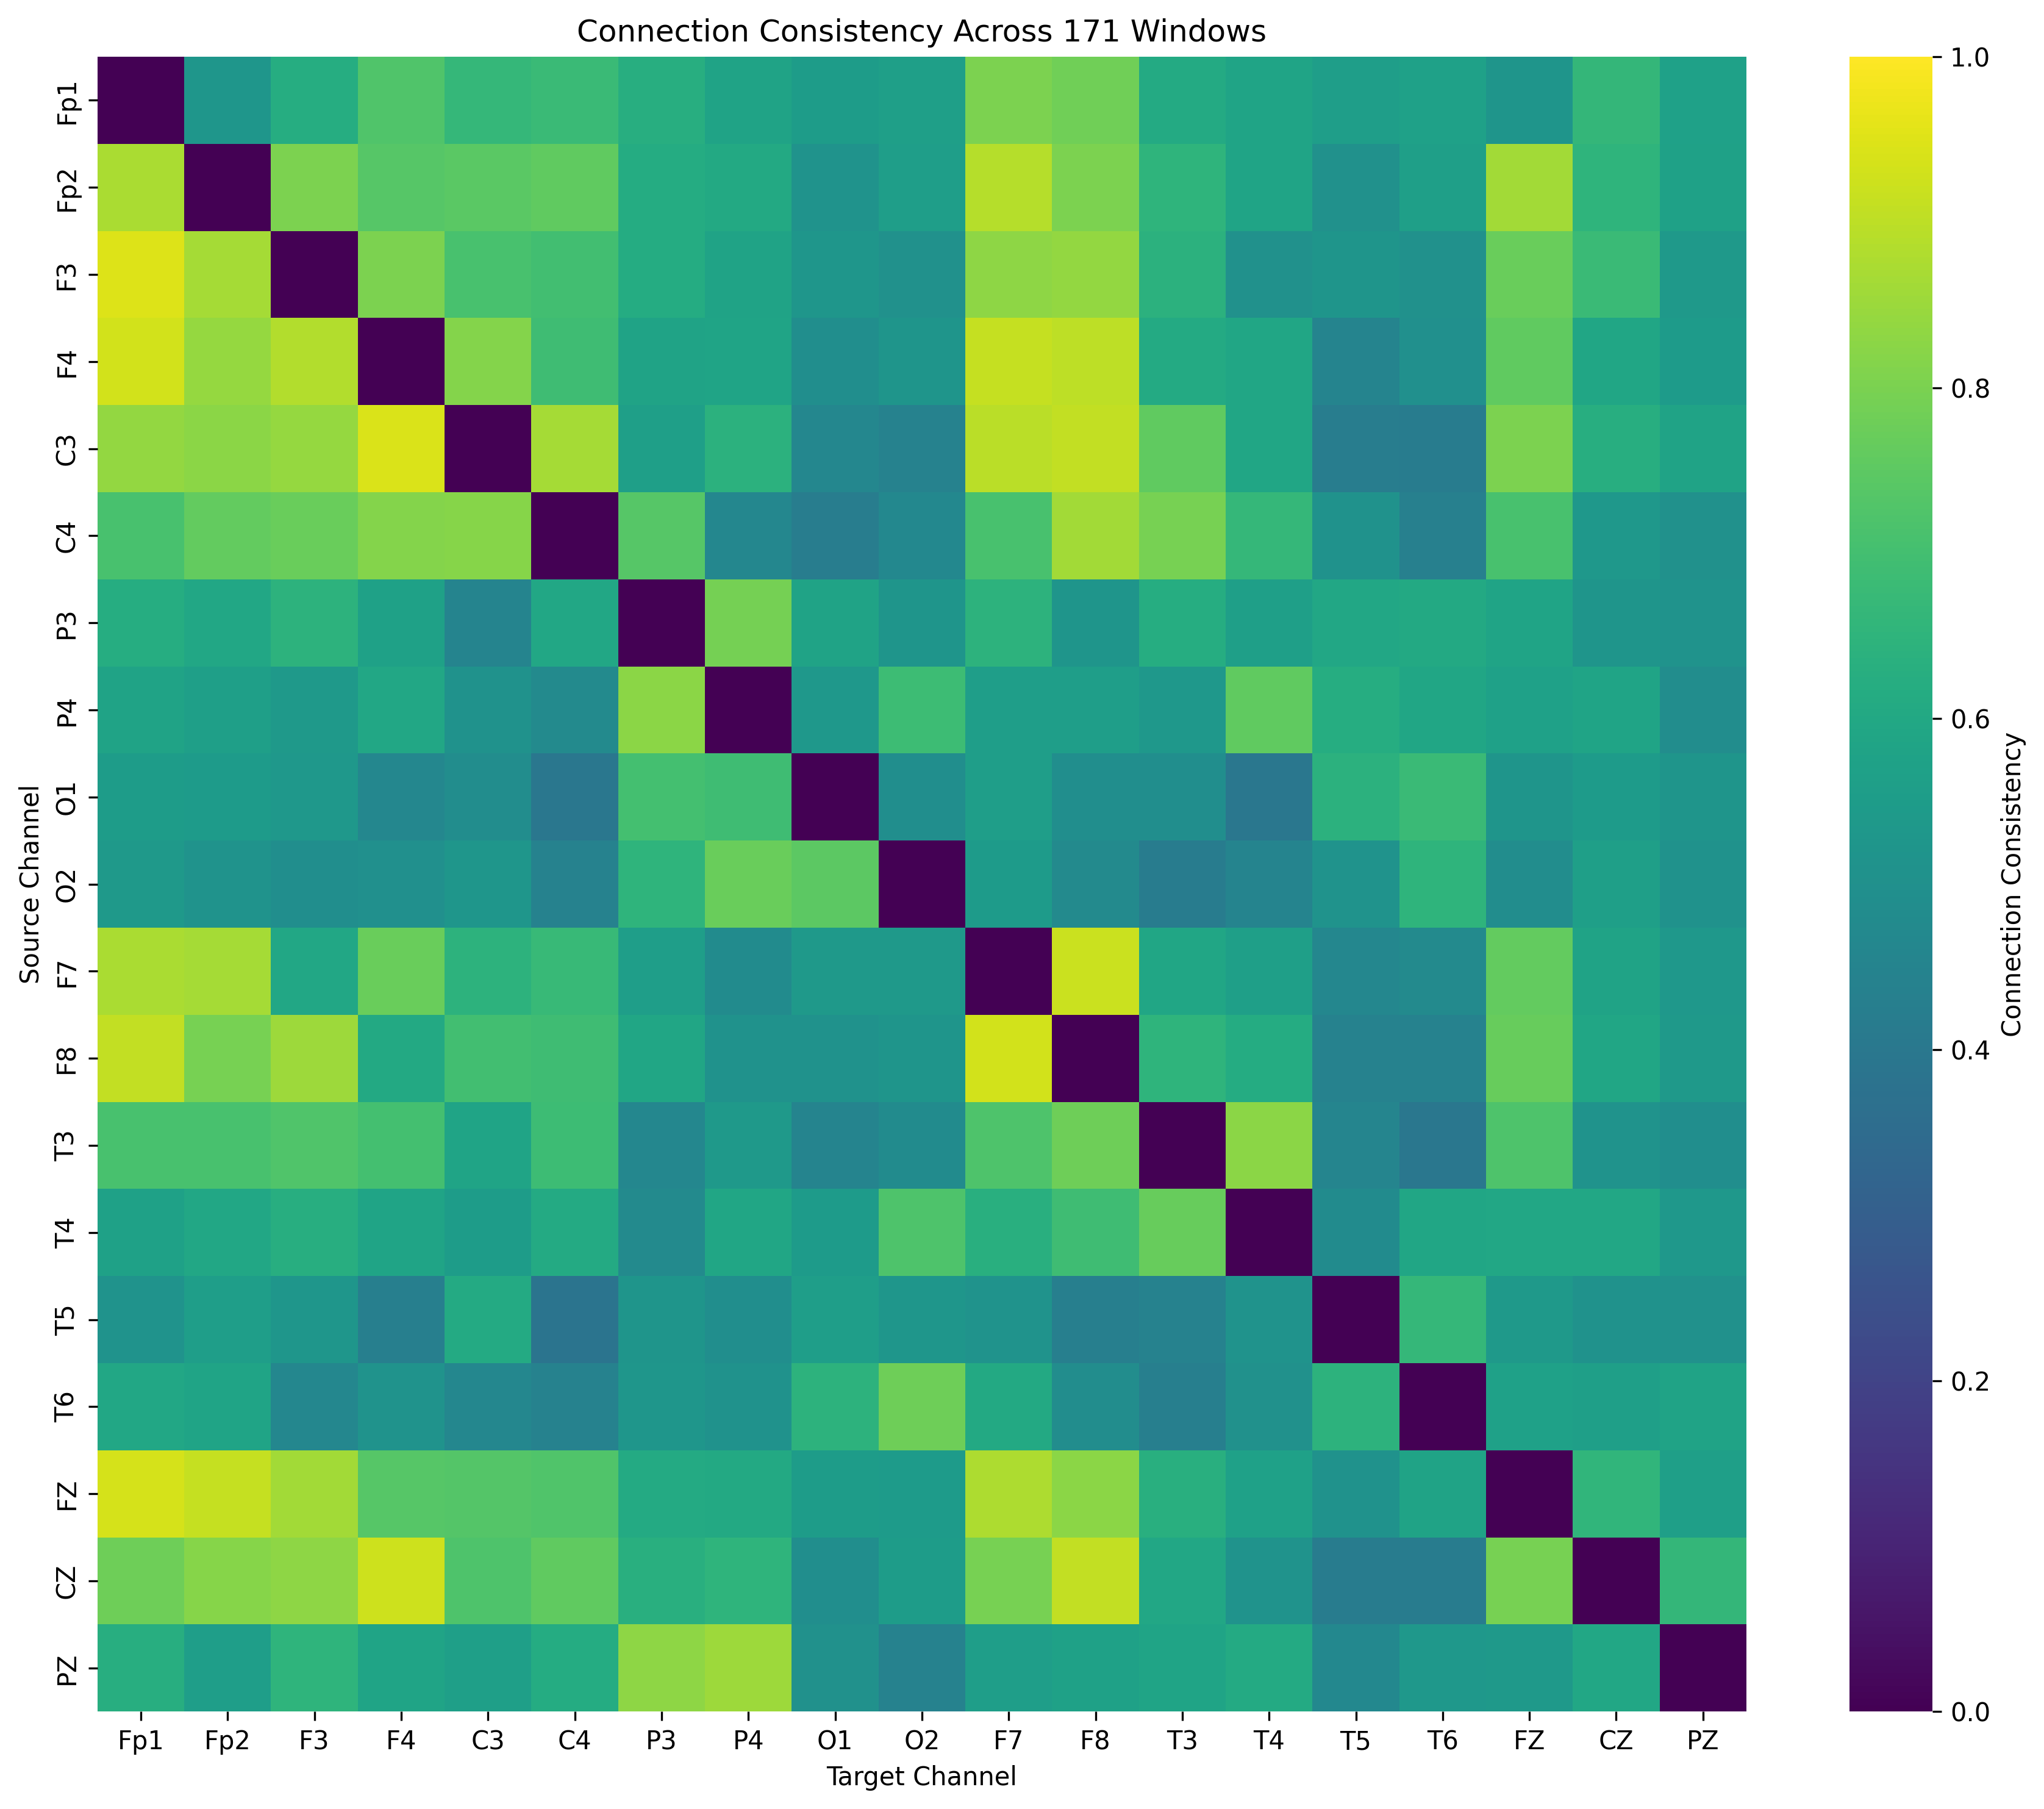 Connection Consistency Across 171 Windows
Source Channel
Fp1
Fp2
F3
F4
C3
C4
P3
P4
O1
O2
F7
F8
T3
T4
T5
T6
FZ
CZ
PZ
Fp1 Fp2 F3 F4 C3 C4 P3 P4 O1 O2 F7 F8 T3 T4 T5 T6 FZ CZ PZ
Target Channel
1.0
0.8
0.6
0.4
0.2
0.0
Connection Consistency